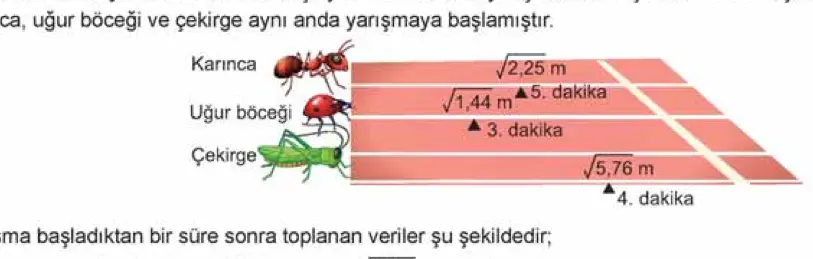 ca, uğur böceği ve çekirge aynı anda yarışmaya başlamıştır.
Karınca
√2,25 m
▲ 5. dakika
Uğur böceği
√1,44 m
▲ 3. dakika
Çekirge
√5,76 m
▲ 4. dakika
şma başladıktan bir süre sonra toplanan veriler şu şekildedir;